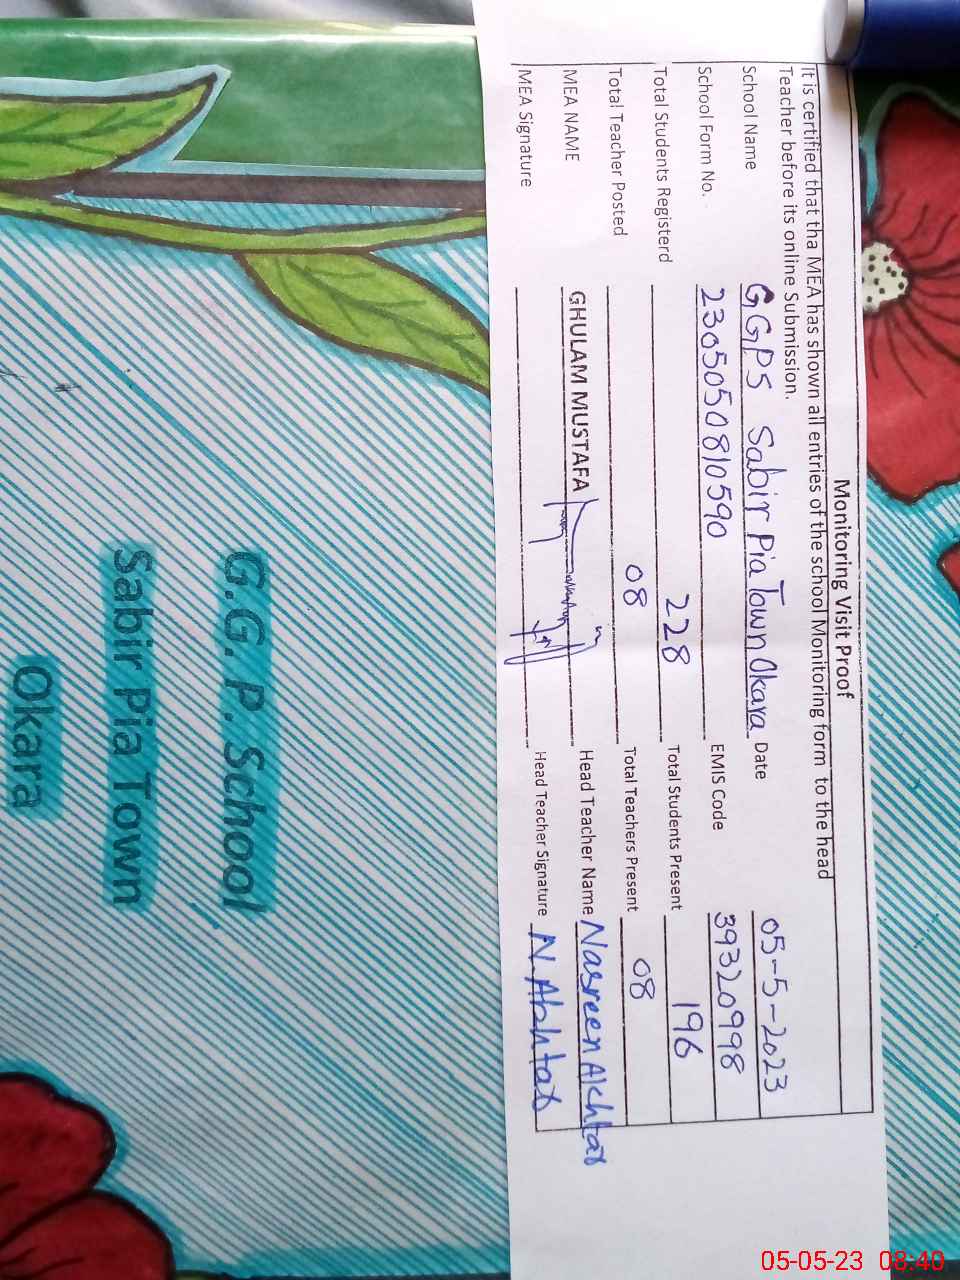 Monitoring Visit Proof
It is certified that tha MEA has shown all entries of the school Monitoring form to the head
Teacher before its online Submission.
School Name GGPS Sabir Pia Town Okara Date 05-5-2023
School Form No. 2305050810590 EMIS Code 39320998
Total Students Registerd 228 Total Students Present 196
Total Teacher Posted 08 Total Teachers Present 08
MEA NAME GHULAM MUSTAFA Head Teacher Name Nasreen Akhtar
MEA Signature Head Teacher Signature N. Akhtar
G.G. P. School
Sabir Pia Town
Okara
05-05-23 08:40